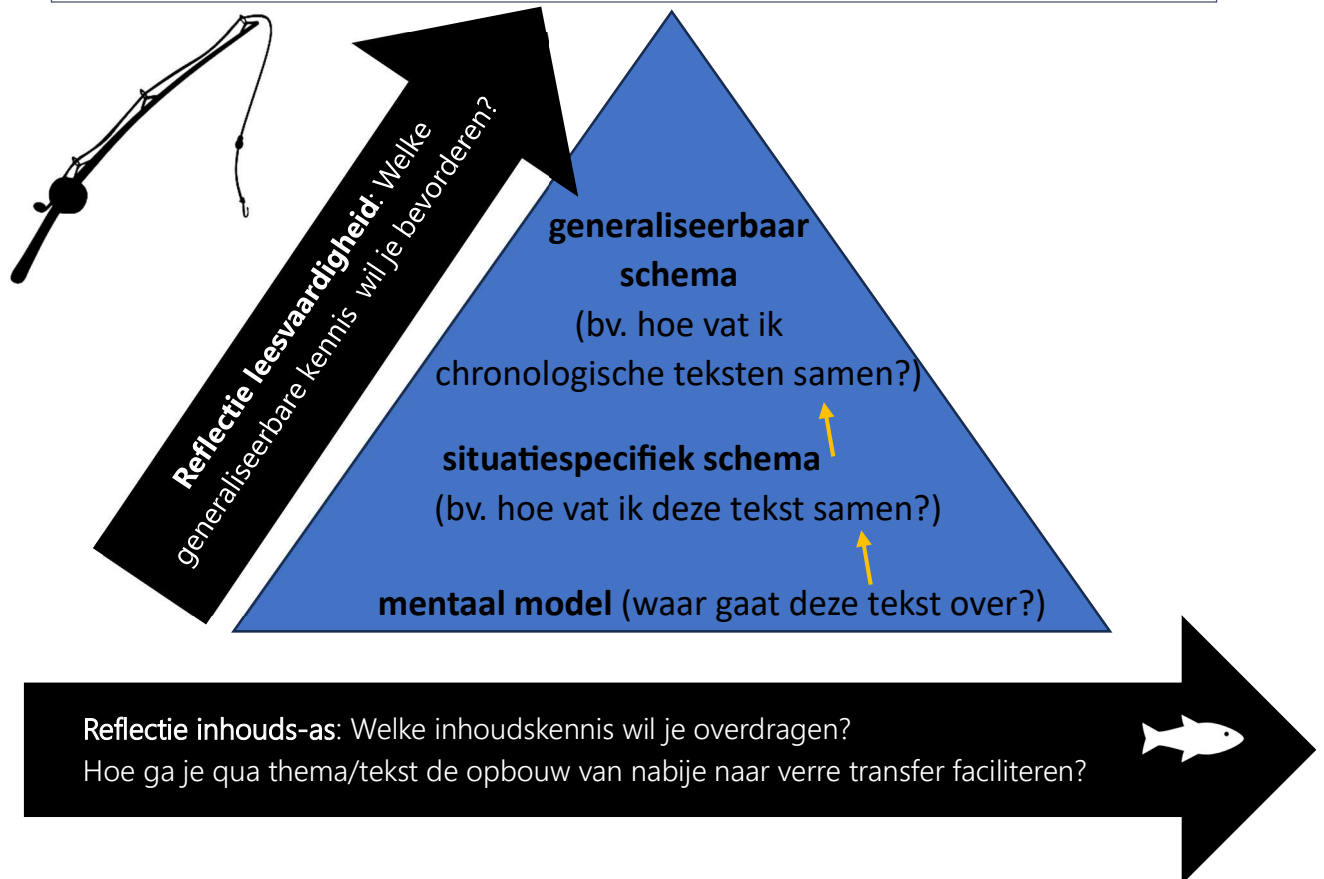 Reflectie leesvaardigheid: Welke
generaliseerbare kennis wil je bevorderen?
generaliseerbaar
schema
(bv. hoe vat ik
chronologische teksten samen?)
situatiespecifiek schema
(bv. hoe vat ik deze tekst samen?)
mentaal model (waar gaat deze tekst over?)
Reflectie inhouds-as: Welke inhoudskennis wil je overdragen?
Hoe ga je qua thema/tekst de opbouw van nabije naar verre transfer faciliteren?